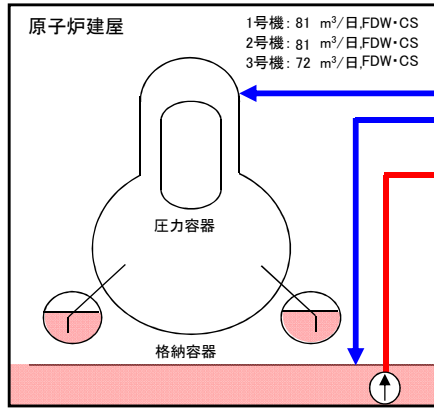 原子炉建屋
1号機: 81 m³/日,FDW・CS
2号機: 81 m³/日,FDW・CS
3号機: 72 m³/日,FDW・CS
圧力容器
格納容器